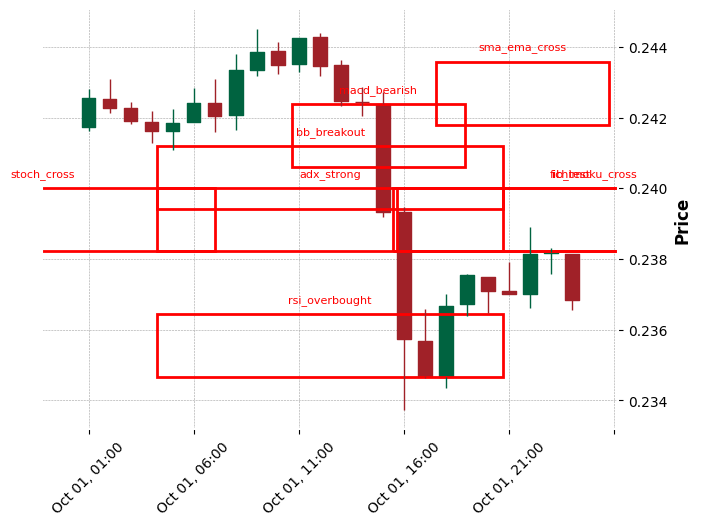 sma_ema_cross
0.244
macd_bearish
0.242
bb_breakout
stoch_cross
adx_strong
0.240
Price
0.238
rsi_overbought
0.236
0.234
Oct 01, 01:00
Oct 01, 06:00
Oct 01, 11:00
Oct 01, 16:00
Oct 01, 21:00